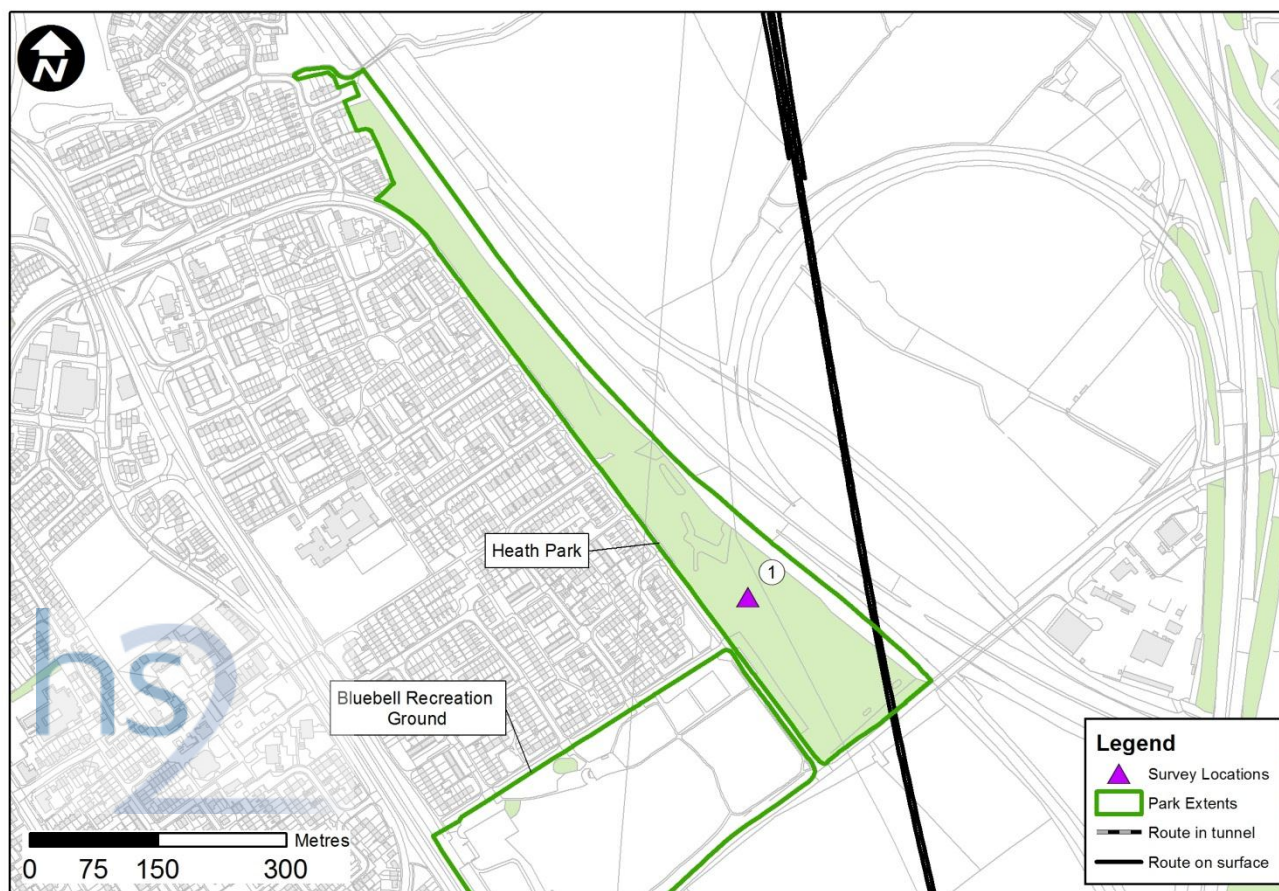 N
1
Heath Park
Bluebell Recreation
Ground
hs2
Metres
0 75 150 300
Legend
Survey Locations
Park Extents
Route in tunnel
Route on surface